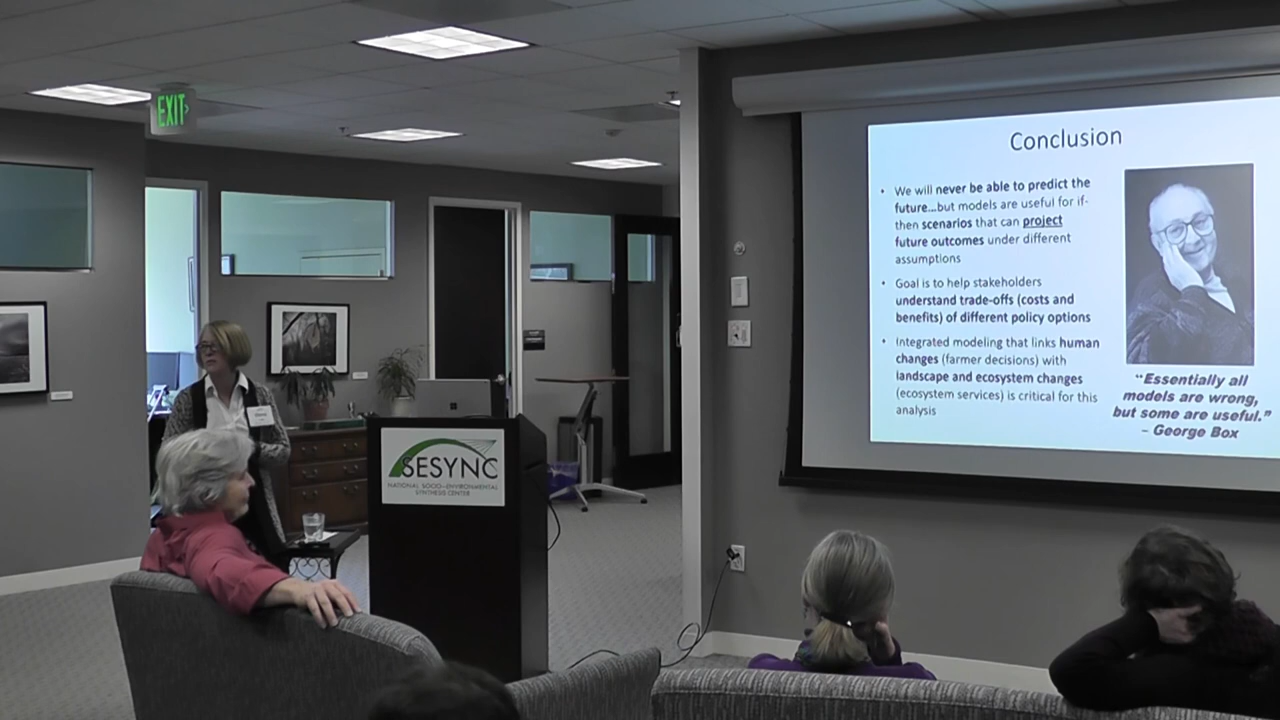 EXIT
Conclusion
• We will never be able to predict the
future...but models are useful for if-
then scenarios that can project
future outcomes under different
assumptions
• Goal is to help stakeholders
understand trade-offs (costs and
benefits) of different policy options
• Integrated modeling that links human
changes (farmer decisions) with
landscape and ecosystem changes
(ecosystem services) is critical for this
analysis
“Essentially all
models are wrong,
but some are useful.”
– George Box
SESYNC
NATIONAL SOCIO-ENVIRONMENTAL
SYNTHESIS CENTER